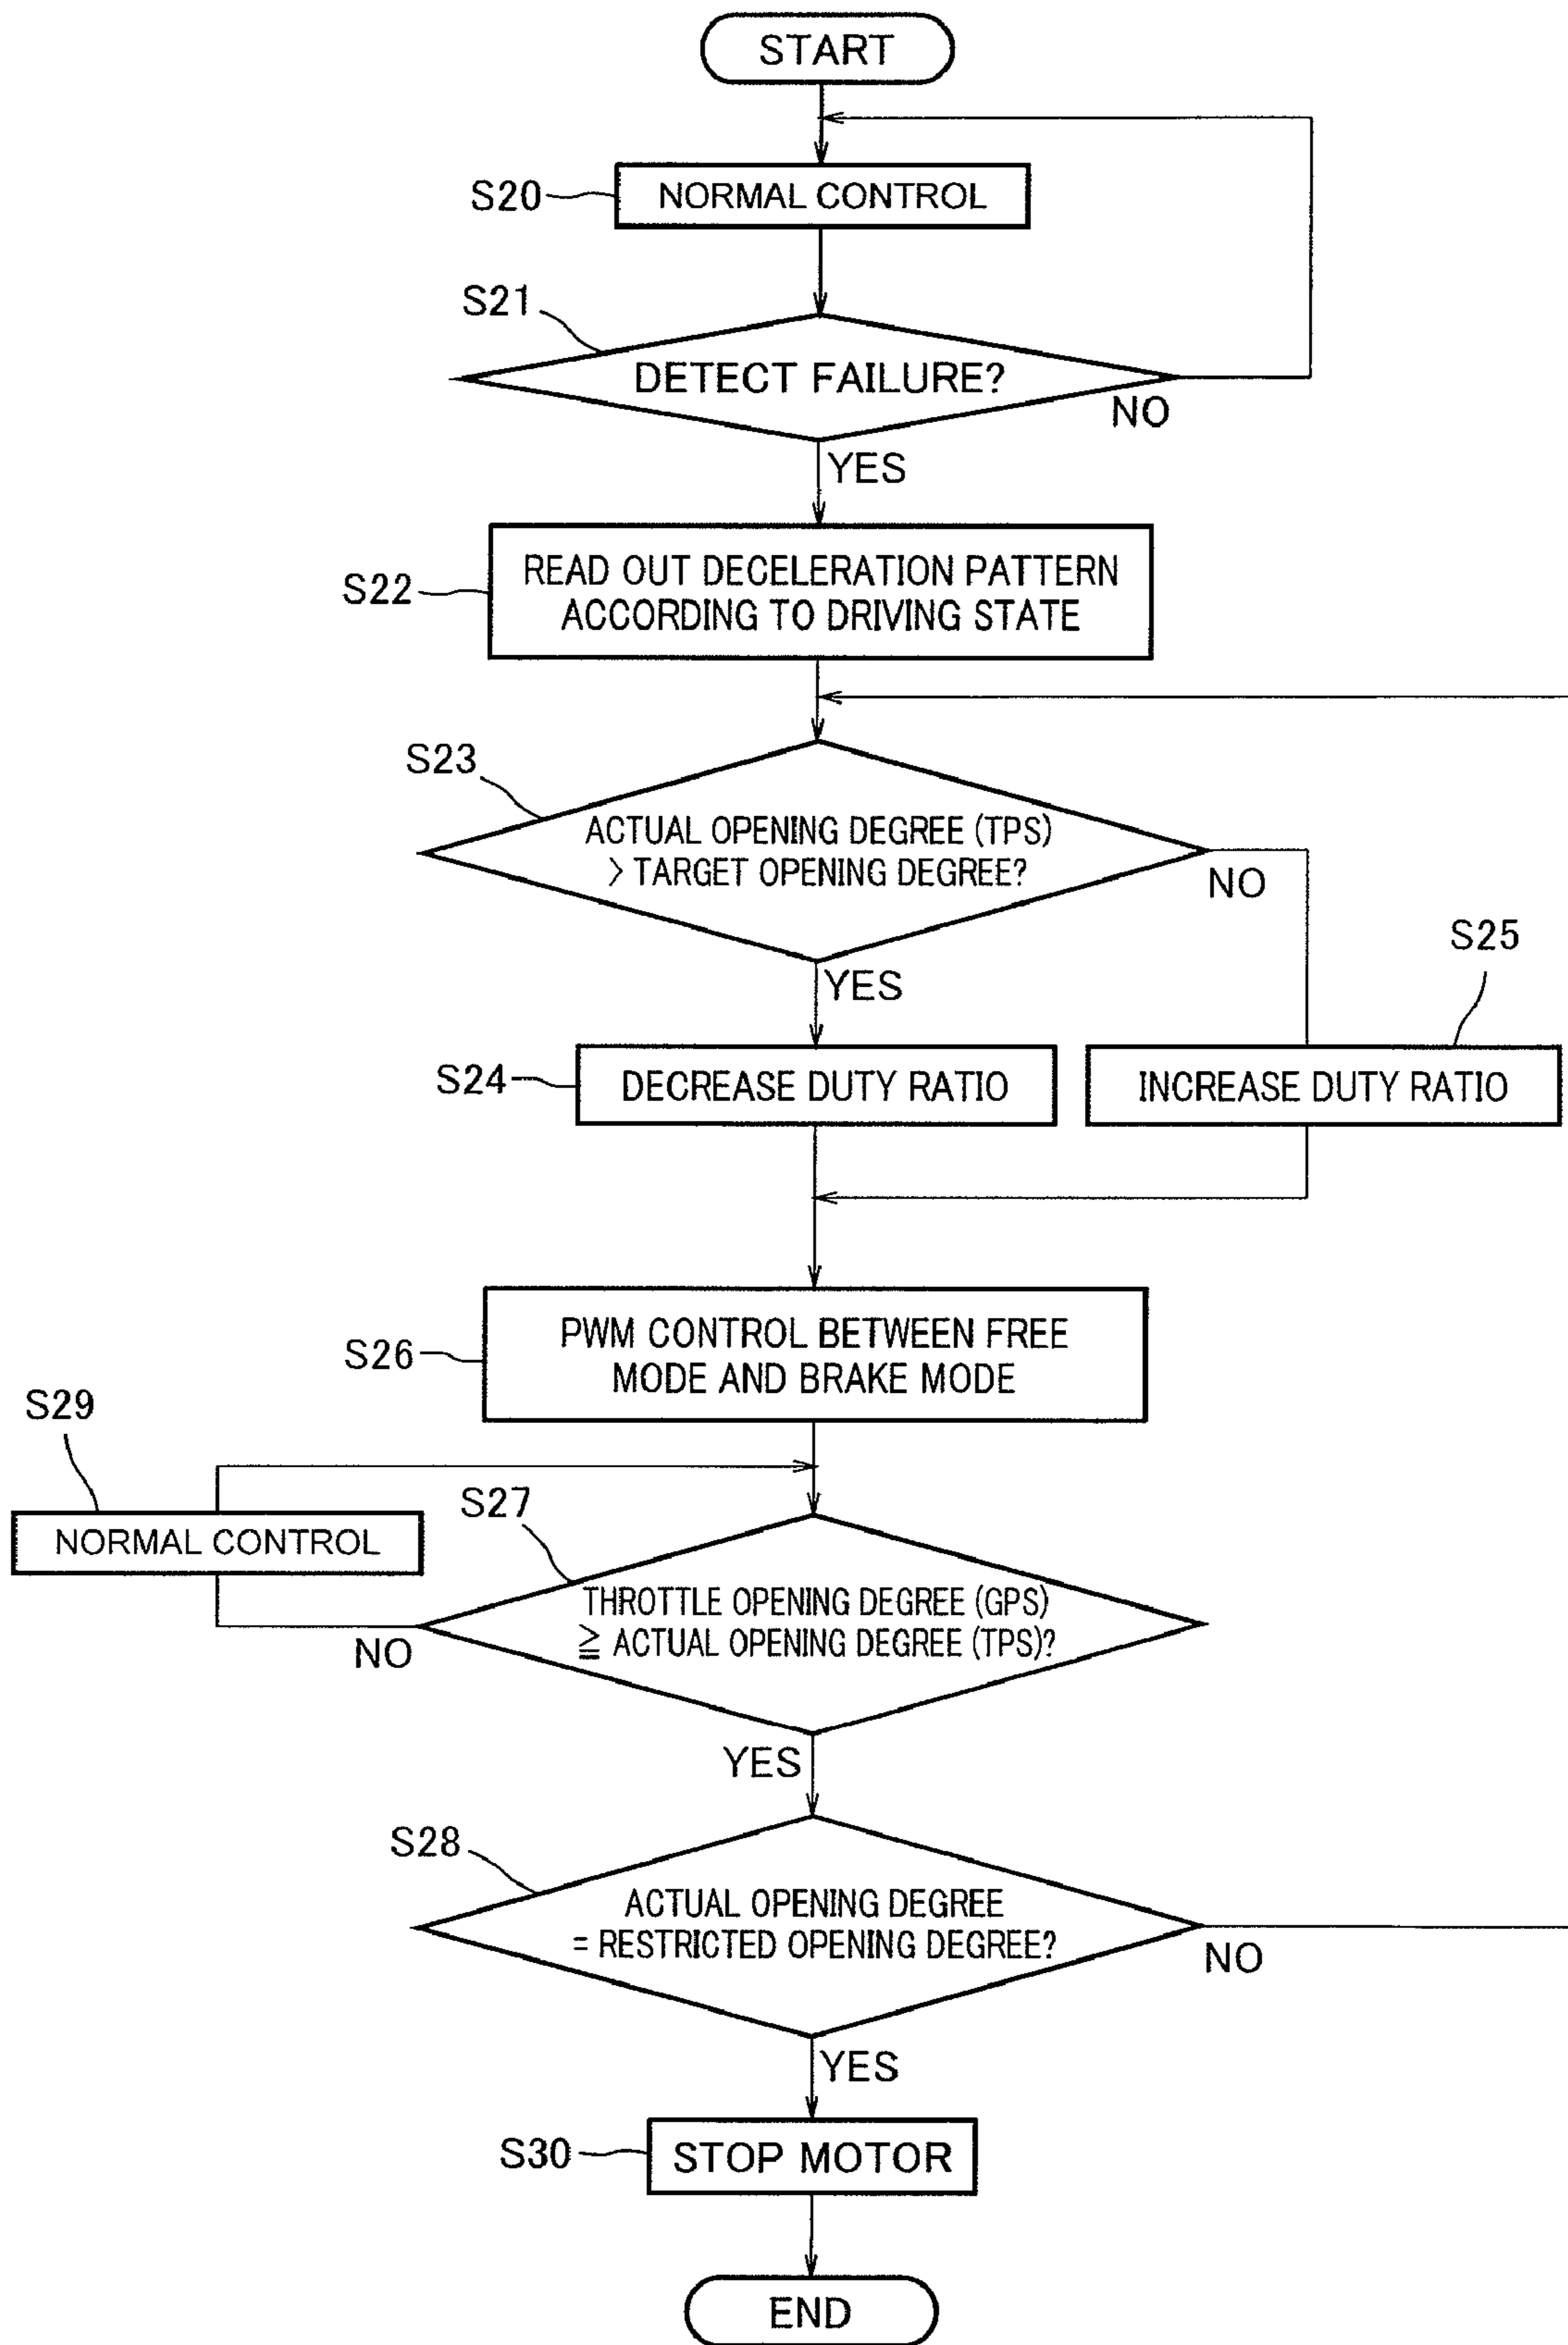 START
S20
NORMAL CONTROL
S21
DETECT FAILURE?
NO
YES
S22
READ OUT DECELERATION PATTERN
ACCORDING TO DRIVING STATE
S23
ACTUAL OPENING DEGREE (TPS)
> TARGET OPENING DEGREE?
NO
YES
S25
S24
DECREASE DUTY RATIO
INCREASE DUTY RATIO
S26
PWM CONTROL BETWEEN FREE
MODE AND BRAKE MODE
S29
NORMAL CONTROL
S27
THROTTLE OPENING DEGREE (GPS)
≧ ACTUAL OPENING DEGREE (TPS)?
NO
YES
S28
ACTUAL OPENING DEGREE
= RESTRICTED OPENING DEGREE?
NO
YES
S30
STOP MOTOR
END